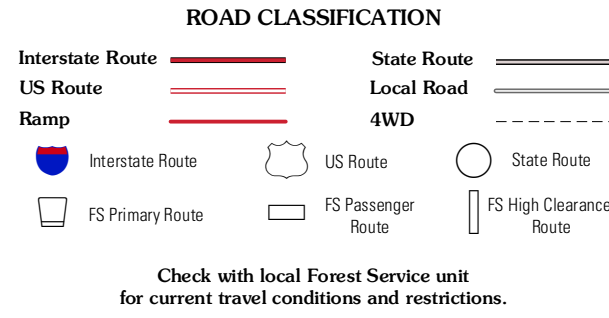 ROAD CLASSIFICATION
Interstate Route
State Route
US Route
Local Road
Ramp
4WD
Interstate Route
US Route
State Route
FS Primary Route
FS Passenger
Route
FS High Clearance
Route
Check with local Forest Service unit
for current travel conditions and restrictions.